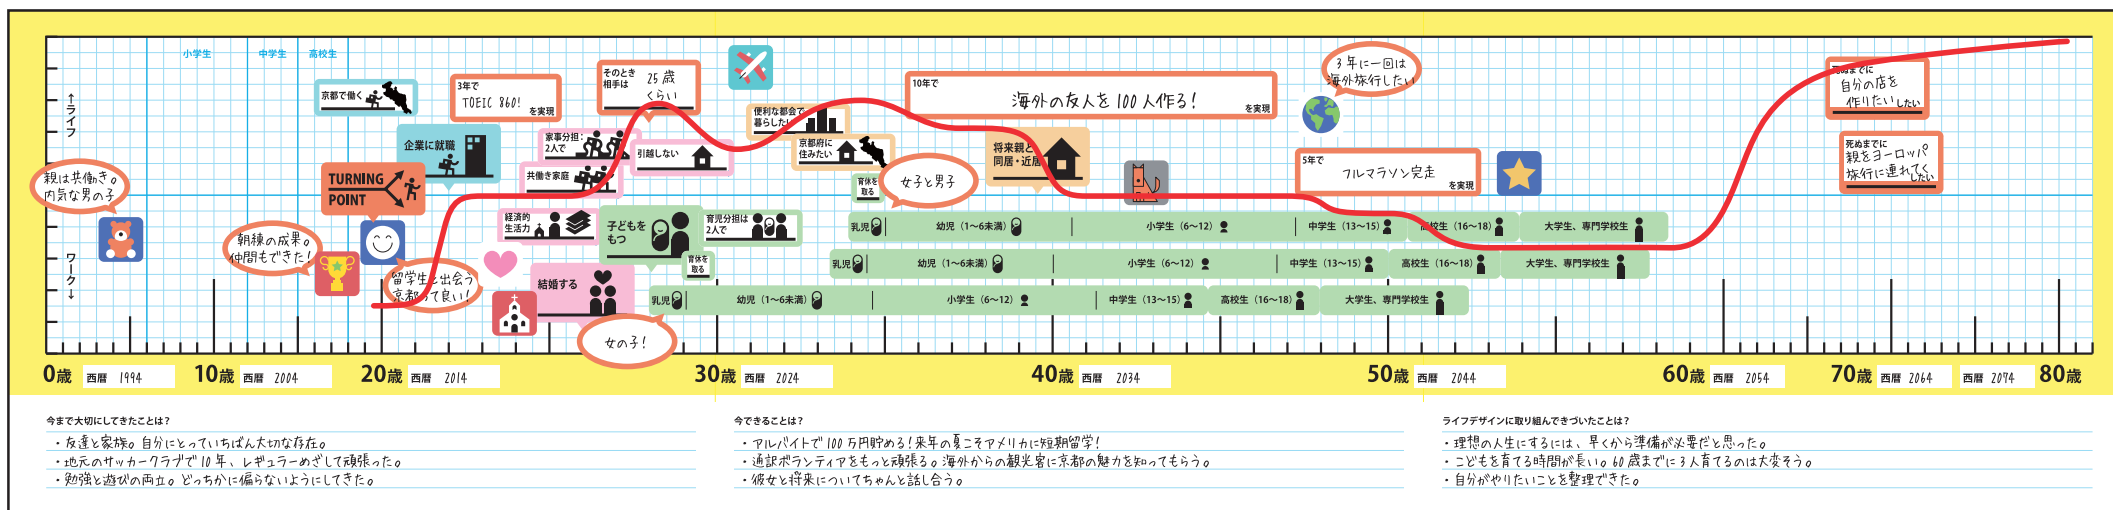 小学生
中学生
高校生
↑ライフ
ワーク↓
親は共働き。
内気な男の子
朝練の成果。
仲間もできた!
京都で働く
企業に就職
TURNING
POINT
留学生と出会う
京都って良い!
3年で
TOEIC 860!
を実現
そのとき
相手は
25歳
くらい
家事分担:
2人で
共働き家庭
引越しない
経済的
生活力
結婚する
子どもを
もつ
育児分担は
2人で
育休を
取る
女の子!
便利な都会で
暮らしたい
京都府に
住みたい
育休を
取る
女子と男子
10年で
海外の友人を100人作る!
を実現
将来親と
同居・近居
3年に一回は
海外旅行したい
5年で
フルマラソン完走
を実現
死ぬまでに
自分の店を
作りたい
したい
死ぬまでに
親をヨーロッパ
旅行に連れてく
したい
乳児
幼児(1〜6未満)
小学生(6〜12)
中学生(13〜15)
高校生(16〜18)
大学生、専門学校生
乳児
幼児(1〜6未満)
小学生(6〜12)
中学生(13〜15)
高校生(16〜18)
大学生、専門学校生
乳児
幼児(1〜6未満)
小学生(6〜12)
中学生(13〜15)
高校生(16〜18)
大学生、専門学校生
0歳 西暦 1994
10歳 西暦 2004
20歳 西暦 2014
30歳 西暦 2024
40歳 西暦 2034
50歳 西暦 2044
60歳 西暦 2054
70歳 西暦 2064
西暦 2074 80歳
今まで大切にしてきたことは?
・友達と家族。自分にとっていちばん大切な存在。
・地元のサッカークラブで10年、レギュラーめざして頑張った。
・勉強と遊びの両立。どっちかに偏らないようにしてきた。
今できることは?
・アルバイトで100万円貯める!来年の夏こそアメリカに短期留学!
・通訳ボランティアをもっと頑張る。海外からの観光客に京都の魅力を知ってもらう。
・彼女と将来についてちゃんと話し合う。
ライフデザインに取り組んできづいたことは?
・理想の人生にするには、早くから準備が必要だと思った。
・こどもを育てる時間が長い。60歳までに3人育てるのは大変そう。
・自分がやりたいことを整理できた。